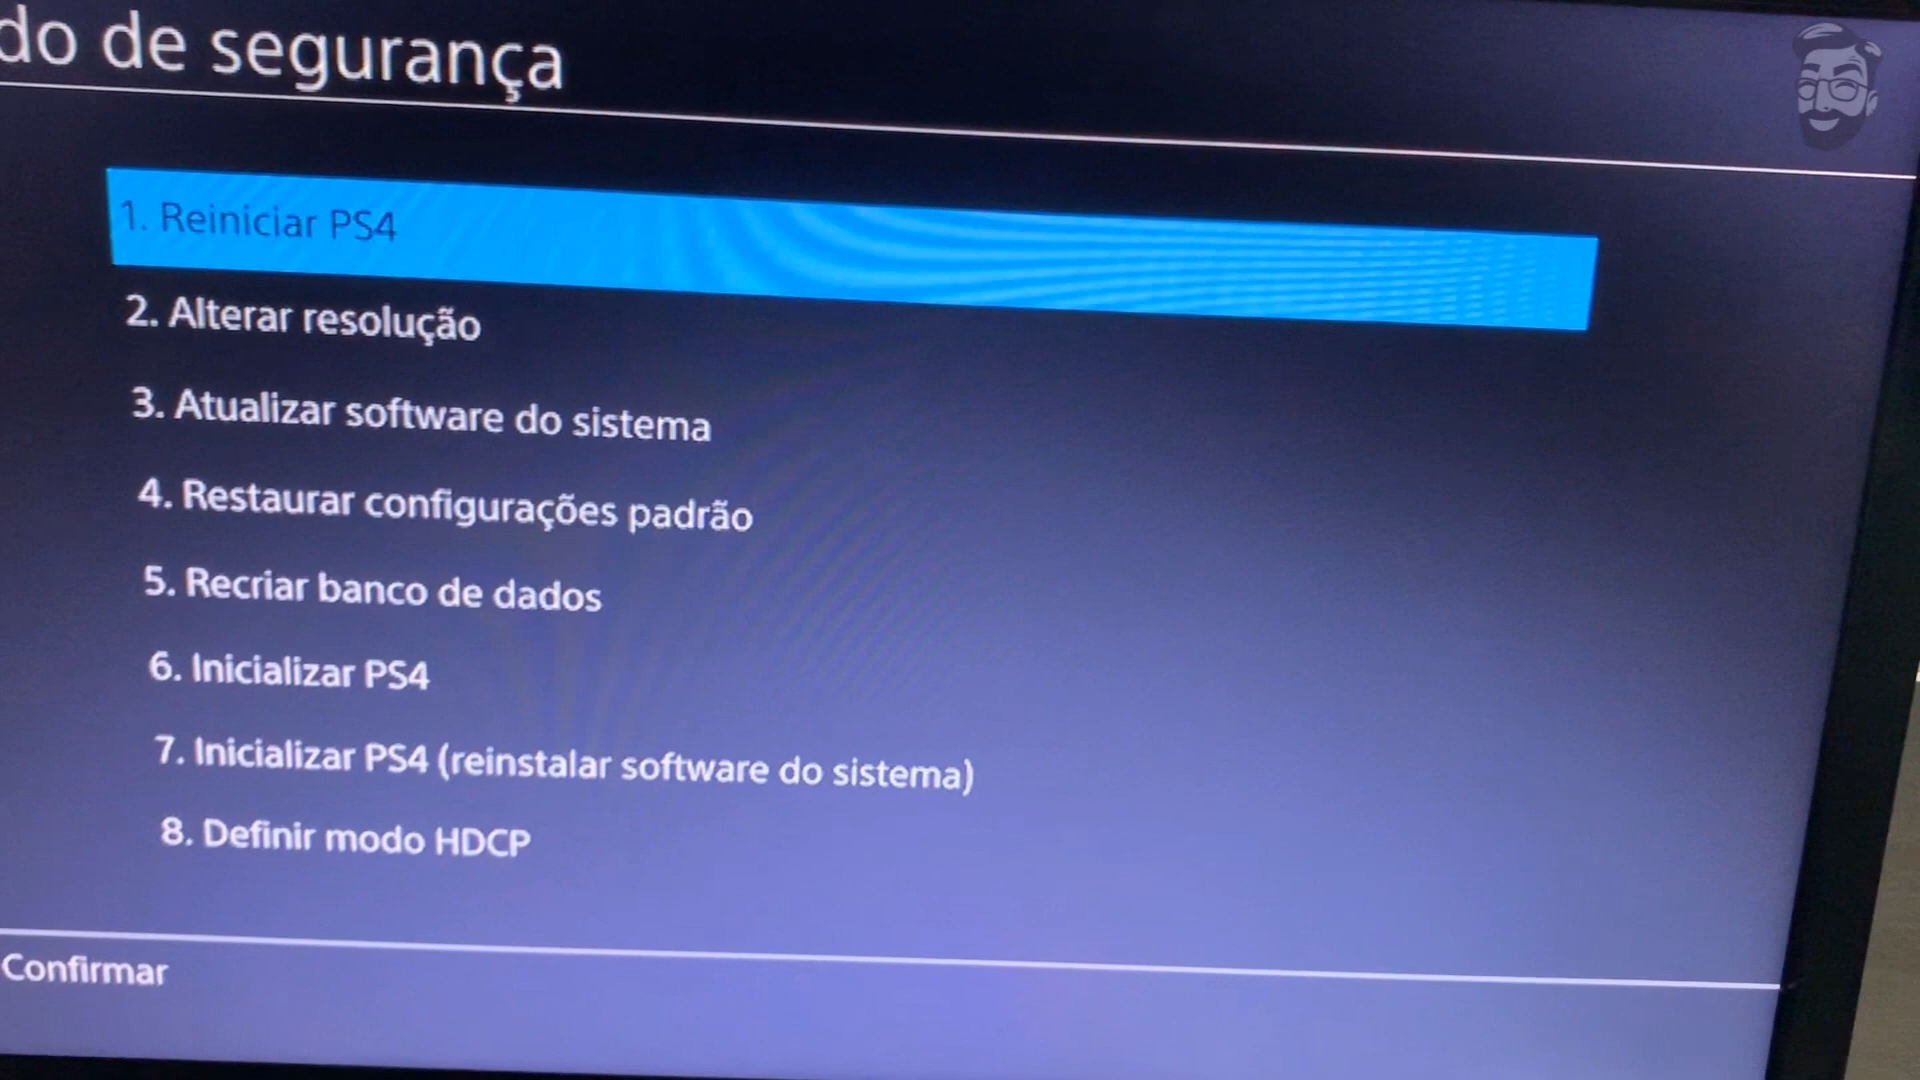 do de segurança
1. Reiniciar PS4
2. Alterar resolução
3. Atualizar software do sistema
4. Restaurar configurações padrão
5. Recriar banco de dados
6. Inicializar PS4
7. Inicializar PS4 (reinstalar software do sistema)
8. Definir modo HDCP
Confirmar